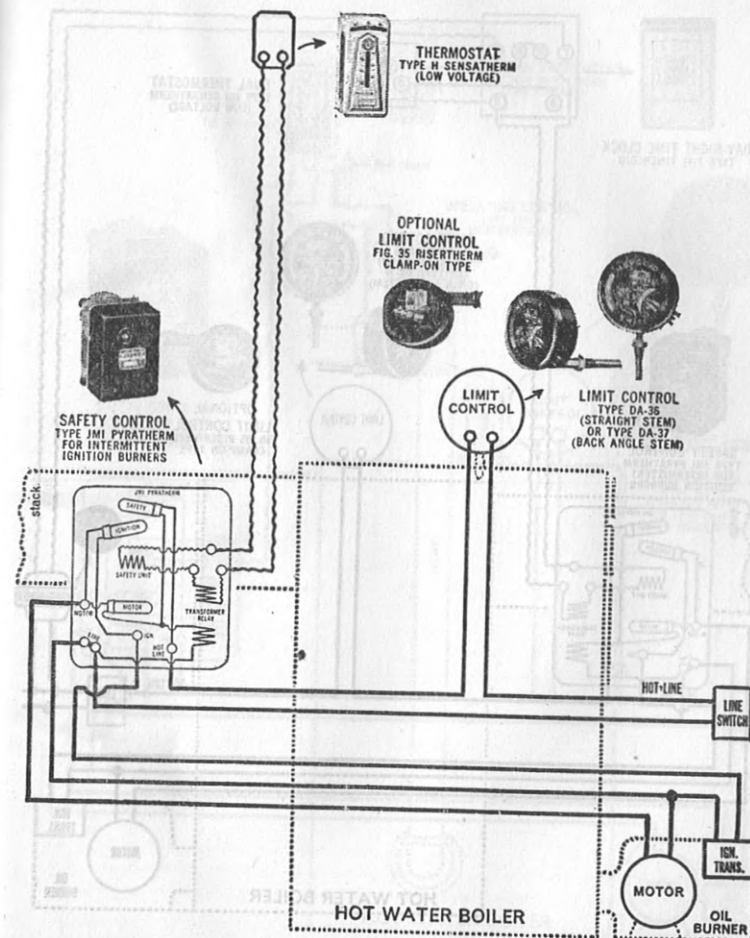 THERMOSTAT
TYPE H SENSATHERM
(LOW VOLTAGE)
OPTIONAL
LIMIT CONTROL
FIG. 35 RISERTHERM
CLAMP-ON TYPE
LIMIT
CONTROL
LIMIT CONTROL
TYPE DA-36
(STRAIGHT STEM)
OR TYPE DA-37
(BACK ANGLE STEM)
SAFETY CONTROL
TYPE JMI PYRATHERM
FOR INTERMITTENT
IGNITION BURNERS
stack
JMI PYRATHERM
SAFETY
IGNITION
SAFETY UNIT
MOTOR
MOTOR
TRANSFORMER
RELAY
LINE
IGN
HOT
LINE
HOT-LINE
LINE
SWITCH
IGN.
TRANS.
MOTOR
OIL
BURNER
HOT WATER BOILER